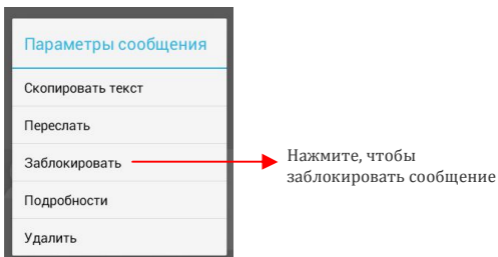 Параметры сообщения
Скопировать текст
Переслать
Заблокировать
Нажмите, чтобы
заблокировать сообщение
Подробности
Удалить